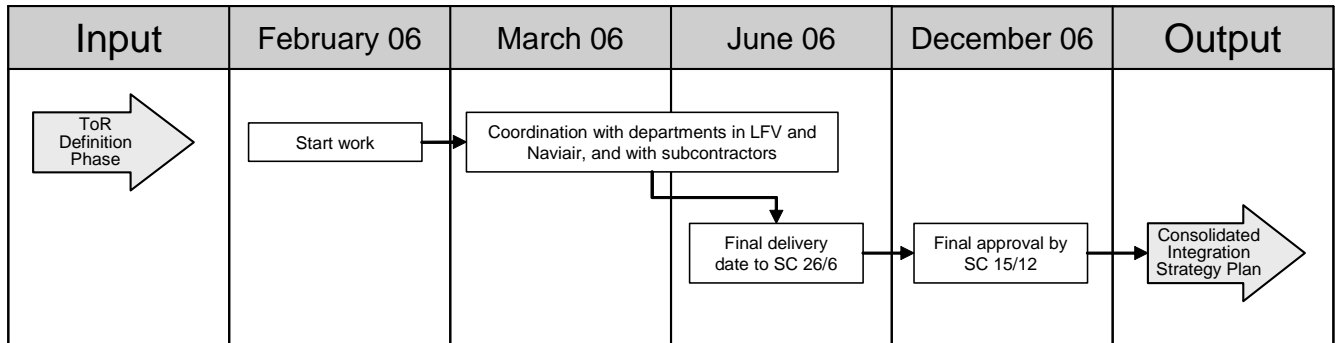 Input
February 06
March 06
June 06
December 06
Output
ToR
Definition
Phase
Start work
Coordination with departments in LFV and
Naviair, and with subcontractors
Final delivery
date to SC 26/6
Final approval by
SC 15/12
Consolidated
Integration
Strategy Plan